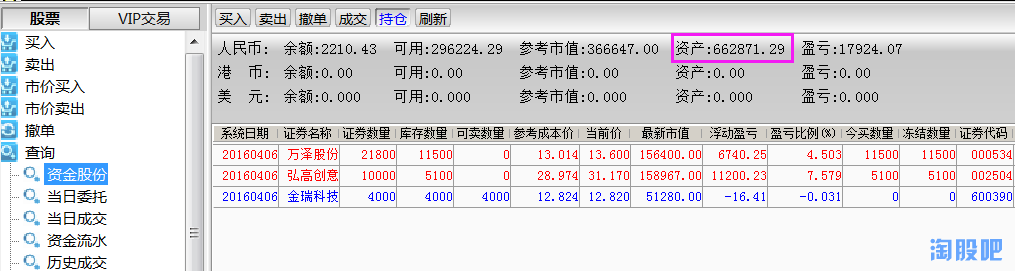 股票 VIP交易 买入 卖出 撤单 成交 持仓 刷新
买入
卖出
市价买入
市价卖出
撤单
查询
资金股份
当日委托
当日成交
资金流水
历史成交
人民币: 余额:2210.43 可用:296224.29 参考市值:366647.00 资产:662871.29 盈亏:17924.07
港 币: 余额:0.00 可用:0.00 参考市值:0.00 资产:0.00 盈亏:0.00
美 元: 余额:0.000 可用:0.000 参考市值:0.000 资产:0.000 盈亏:0.000
系统日期 证券名称 证券数量 库存数量 可卖数量 参考成本价 当前价 最新市值 浮动盈亏 盈亏比例(%) 今买数量 冻结数量 证券代码
20160406 万泽股份 21800 11500 0 13.014 13.600 156400.00 6740.25 4.503 11500 11500 000534
20160406 弘高创意 10000 5100 0 28.974 31.170 158967.00 11200.23 7.579 5100 5100 002504
20160406 金瑞科技 4000 4000 4000 12.824 12.820 51280.00 -16.41 -0.031 0 0 600390
淘股吧